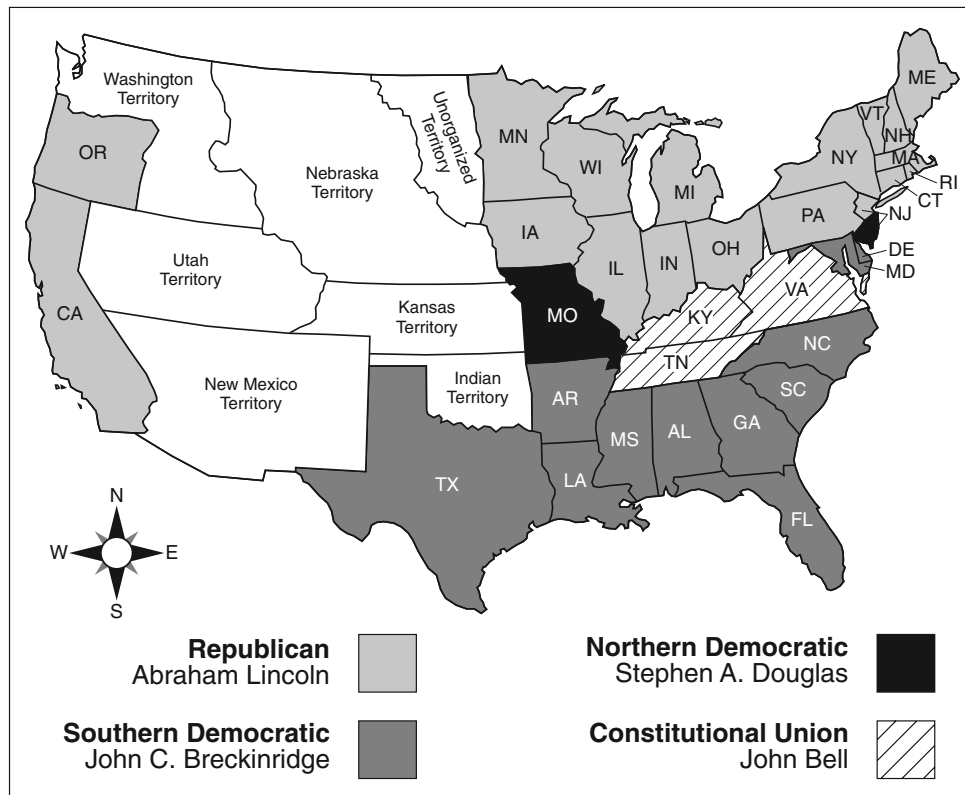 Washington
Territory
OR
CA
Nebraska
Territory
Unorganized
Territory
Utah
Territory
Kansas
Territory
New Mexico
Territory
Indian
Territory
MN
WI
MI
IA
IL
IN
OH
MO
KY
TN
VA
PA
NY
VT
NH
ME
MA
RI
CT
NJ
DE
MD
NC
SC
GA
AL
MS
AR
LA
TX
FL
N
W
E
S
Republican
Abraham Lincoln
Northern Democratic
Stephen A. Douglas
Southern Democratic
John C. Breckinridge
Constitutional Union
John Bell